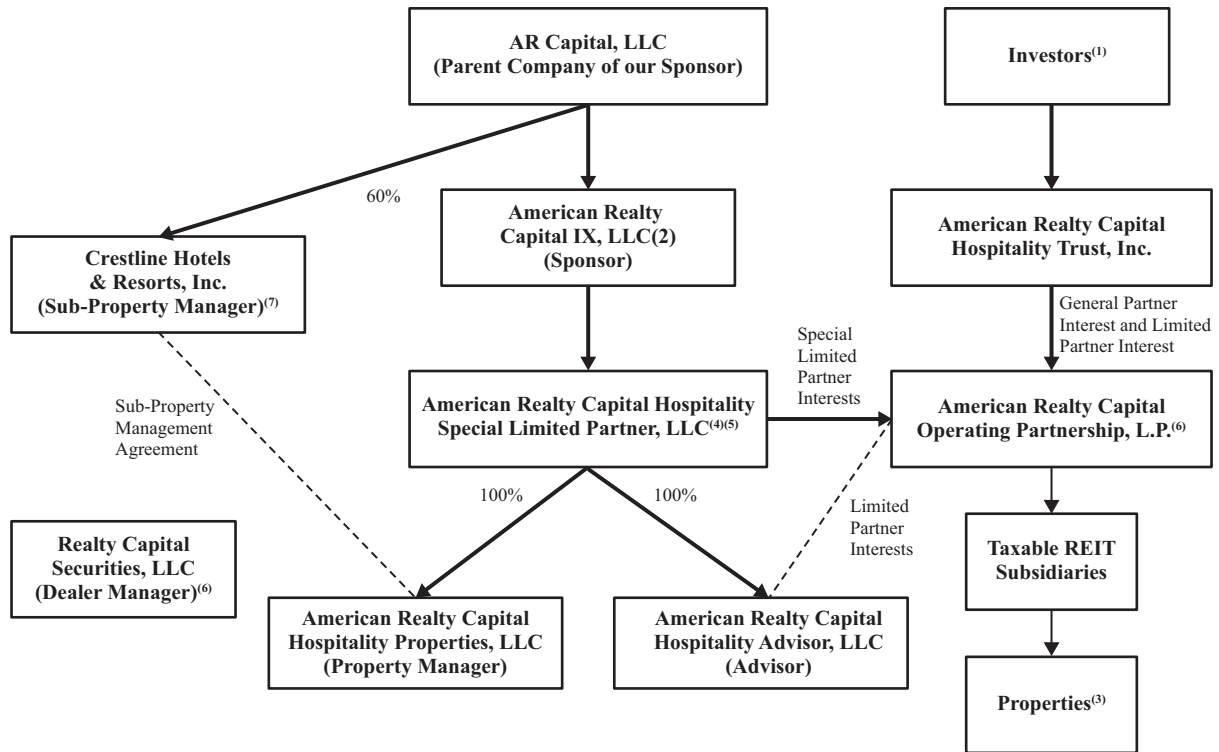 AR Capital, LLC
(Parent Company of our Sponsor)
Investors(1)
60%
American Realty
Capital IX, LLC(2)
(Sponsor)
American Realty Capital
Hospitality Trust, Inc.
Crestline Hotels
& Resorts, Inc.
(Sub-Property Manager)(7)
General Partner
Interest and Limited
Partner Interest
Special
Limited
Partner
Interests
Sub-Property
Management
Agreement
American Realty Capital Hospitality
Special Limited Partner, LLC(4)(5)
American Realty Capital
Operating Partnership, L.P.(6)
100%
100%
Limited
Partner
Interests
Realty Capital
Securities, LLC
(Dealer Manager)(6)
Taxable REIT
Subsidiaries
American Realty Capital
Hospitality Properties, LLC
(Property Manager)
American Realty Capital
Hospitality Advisor, LLC
(Advisor)
Properties(3)